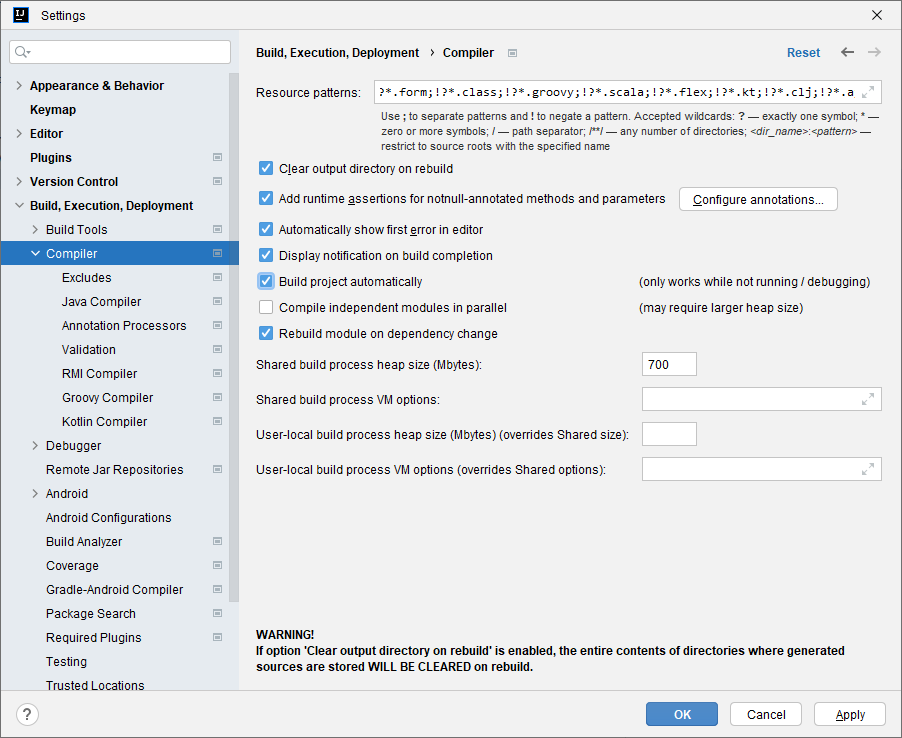 Settings
Build, Execution, Deployment › Compiler
Reset
Appearance & Behavior
Keymap
Editor
Plugins
Version Control
Build, Execution, Deployment
Build Tools
Compiler
Excludes
Java Compiler
Annotation Processors
Validation
RMI Compiler
Groovy Compiler
Kotlin Compiler
Debugger
Remote Jar Repositories
Android
Android Configurations
Build Analyzer
Coverage
Gradle-Android Compiler
Package Search
Required Plugins
Testing
Trusted Locations
Resource patterns: ?*.form;!?*.class;!?*.groovy;!?*.scala;!?*.flex;!?*.kt;!?*.clj;!?*.a
Use ; to separate patterns and ! to negate a pattern. Accepted wildcards: ? — exactly one symbol; * —
zero or more symbols; / — path separator; /**/ — any number of directories; <dir_name>:<pattern> —
restrict to source roots with the specified name
Clear output directory on rebuild
Add runtime assertions for notnull-annotated methods and parameters Configure annotations...
Automatically show first error in editor
Display notification on build completion
Build project automatically (only works while not running / debugging)
Compile independent modules in parallel (may require larger heap size)
Rebuild module on dependency change
Shared build process heap size (Mbytes): 700
Shared build process VM options:
User-local build process heap size (Mbytes) (overrides Shared size):
User-local build process VM options (overrides Shared options):
WARNING!
If option 'Clear output directory on rebuild' is enabled, the entire contents of directories where generated
sources are stored WILL BE CLEARED on rebuild.
?
OK Cancel Apply